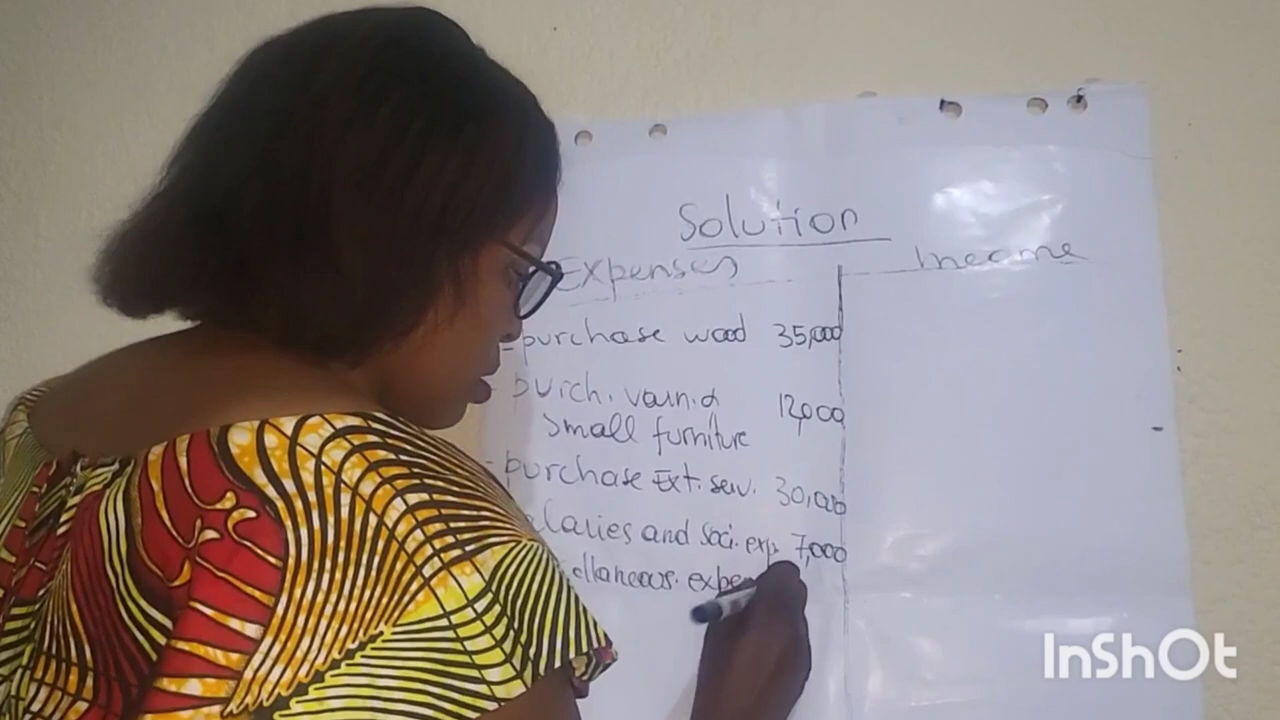 Solution
Expenses
Income
- purchase wood 35,000
- purch. varn. &
small furniture 12,000
- purchase Ext. serv. 30,000
alaries and soci. exp. 7,000
ellaneous. expen
InShOt